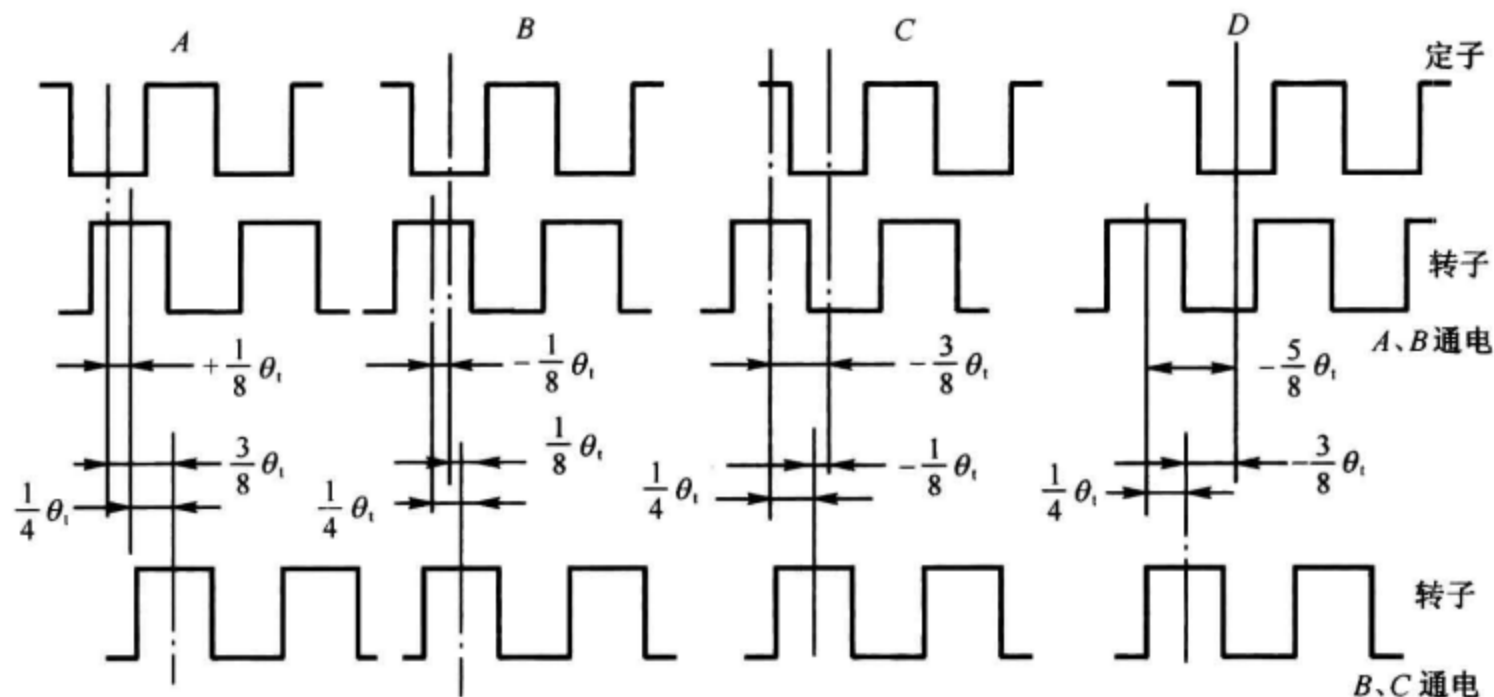 A B C D
定子
转子
A、B 通电
+1/8 θt -1/8 θt -3/8 θt -5/8 θt
3/8 θt 1/8 θt -1/8 θt -3/8 θt
1/4 θt 1/4 θt 1/4 θt 1/4 θt
转子
B、C 通电